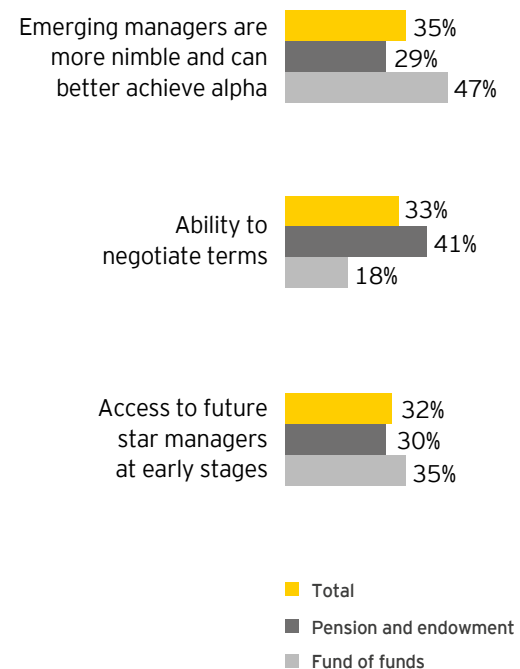 Emerging managers are
more nimble and can
better achieve alpha
35%
29%
47%
Ability to
negotiate terms
33%
41%
18%
Access to future
star managers
at early stages
32%
30%
35%
Total
Pension and endowment
Fund of funds